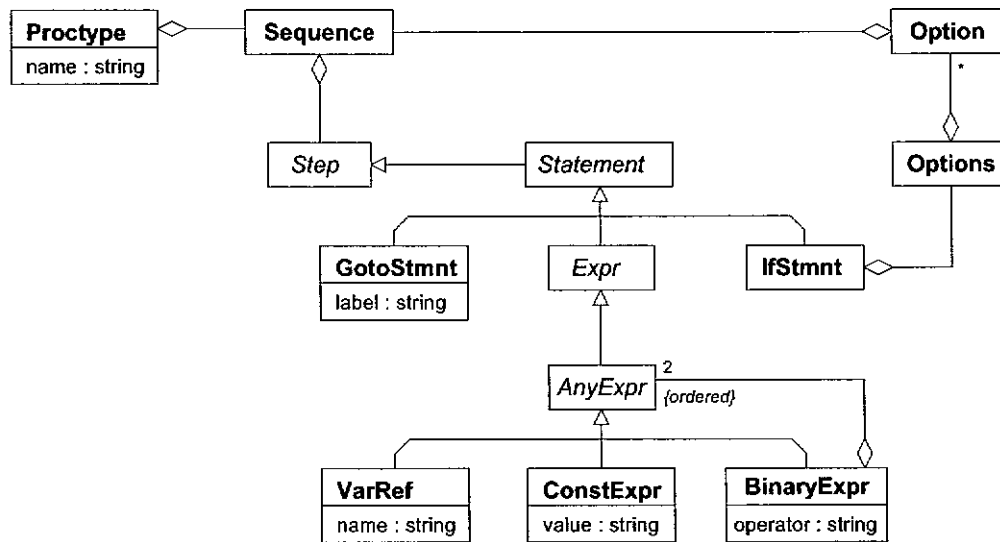 Proctype
name : string
Sequence
Option
*
Step
Statement
Options
GotoStmnt
label : string
Expr
IfStmnt
AnyExpr
2
{ordered}
VarRef
name : string
ConstExpr
value : string
BinaryExpr
operator : string